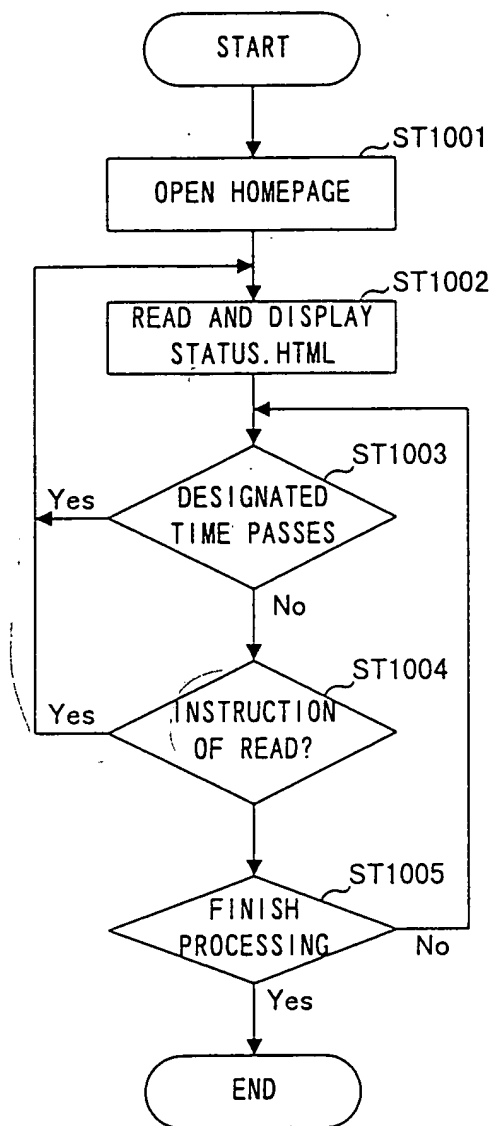 START
ST1001
OPEN HOMEPAGE
ST1002
READ AND DISPLAY
STATUS.HTML
ST1003
DESIGNATED
TIME PASSES
Yes
No
ST1004
INSTRUCTION
OF READ?
Yes
ST1005
FINISH
PROCESSING
No
Yes
END